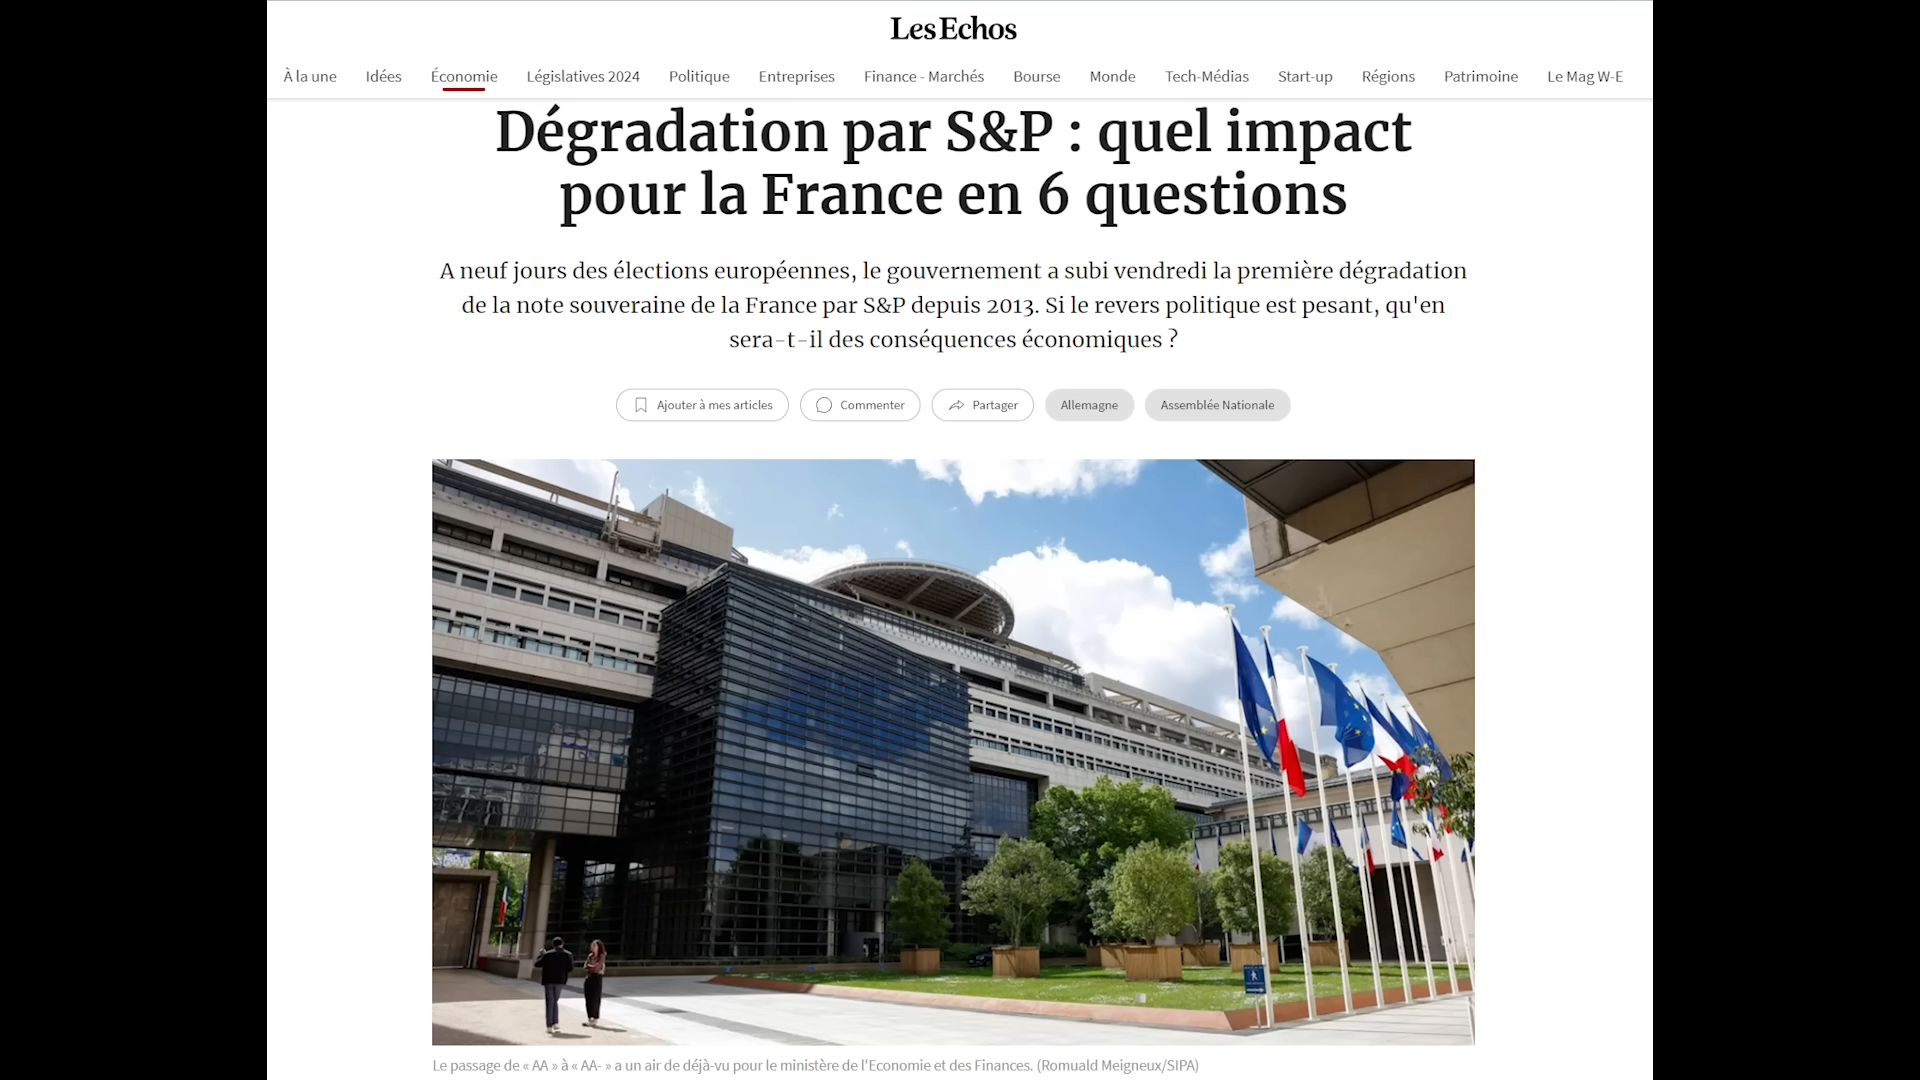 Les Echos
À la une Idées Économie Législatives 2024 Politique Entreprises Finance - Marchés Bourse Monde Tech-Médias Start-up Régions Patrimoine Le Mag W-E
Dégradation par S&P : quel impact
pour la France en 6 questions
A neuf jours des élections européennes, le gouvernement a subi vendredi la première dégradation
de la note souveraine de la France par S&P depuis 2013. Si le revers politique est pesant, qu'en
sera-t-il des conséquences économiques ?
Ajouter à mes articles Commenter Partager Allemagne Assemblée Nationale
Le passage de « AA » à « AA- » a un air de déjà-vu pour le ministère de l'Economie et des Finances. (Romuald Meigneux/SIPA)